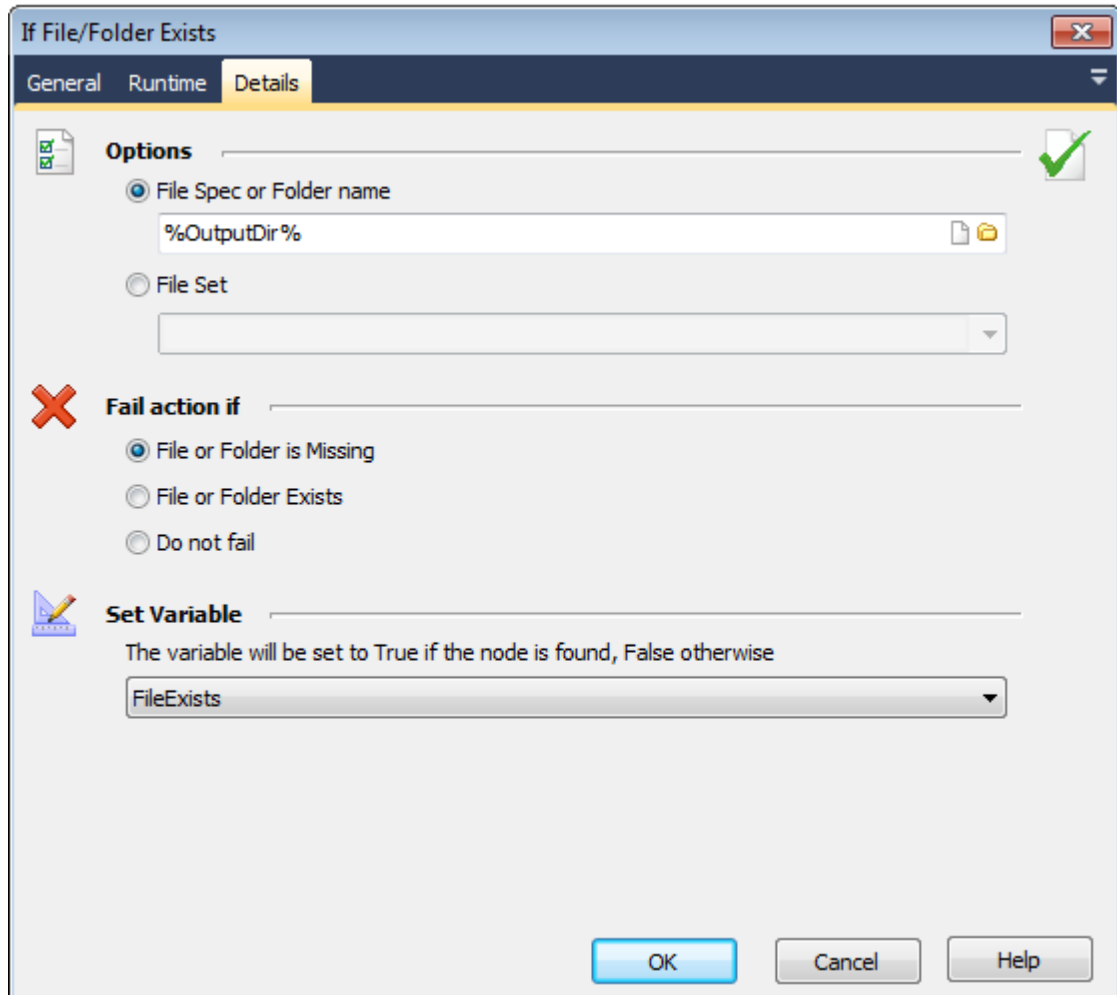 If File/Folder Exists
General Runtime Details
Options
File Spec or Folder name
%OutputDir%
File Set
Fail action if
File or Folder is Missing
File or Folder Exists
Do not fail
Set Variable
The variable will be set to True if the node is found, False otherwise
FileExists
OK Cancel Help